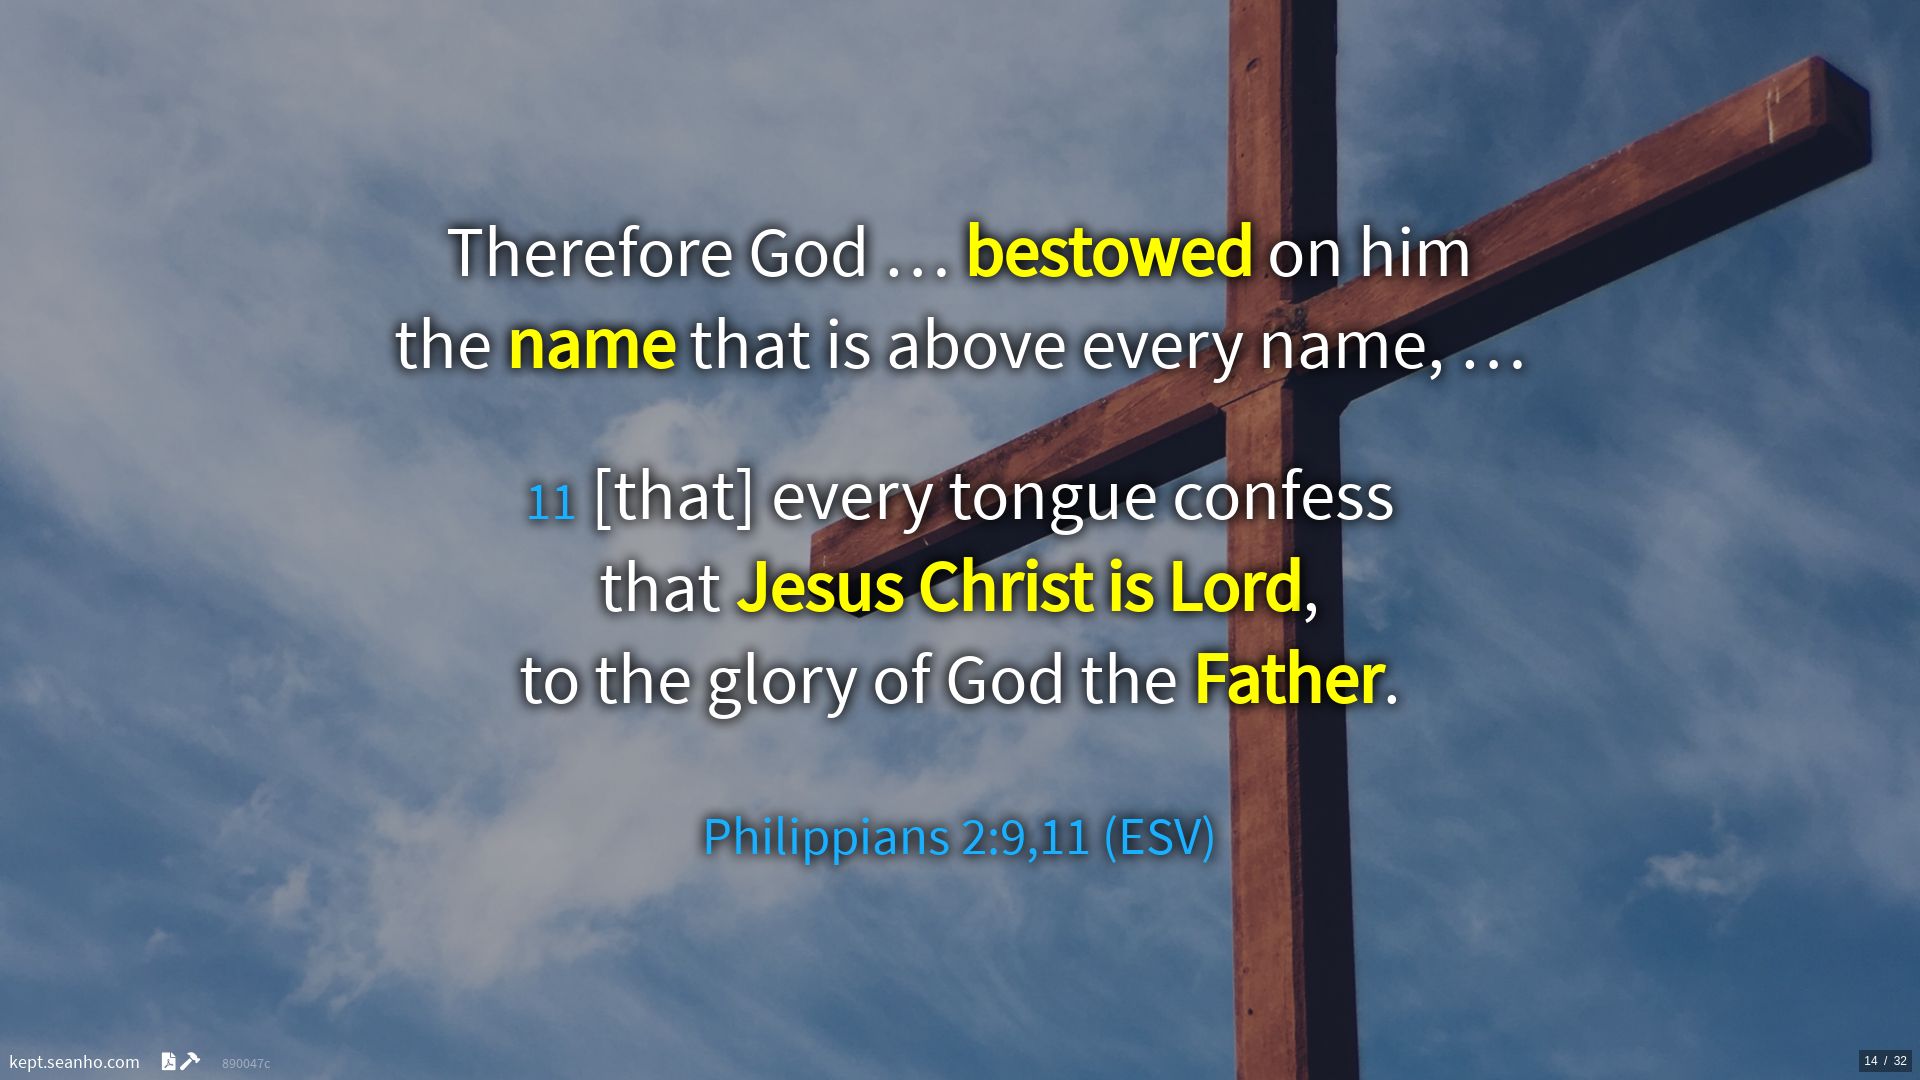 Therefore God … bestowed on him
the name that is above every name, …
11 [that] every tongue confess
that Jesus Christ is Lord,
to the glory of God the Father.
Philippians 2:9,11 (ESV)
kept.seanho.com 890047c
14 / 32